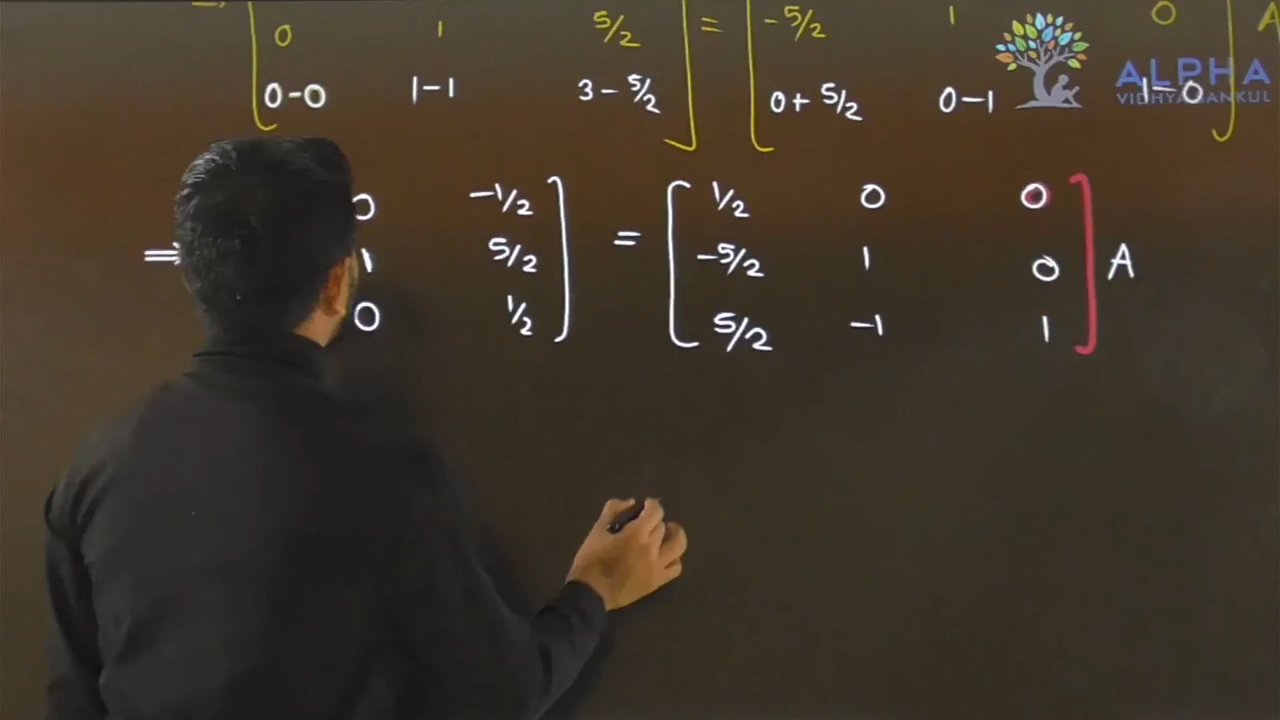 0 1 5/2 = -5/2 1 0 A
0-0 1-1 3-5/2 0+5/2 0-1 1-0
ALPHA
0 -1/2 1/2 0 0
⇒ 1 5/2 = -5/2 1 0 A
0 1/2 5/2 -1 1